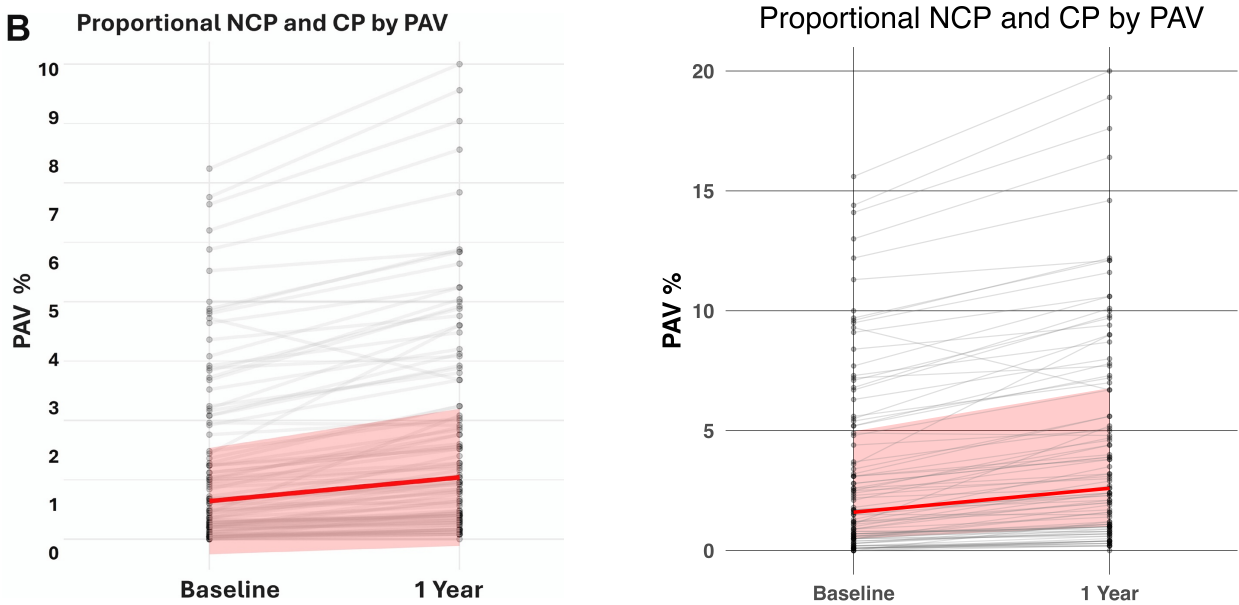 B
Proportional NCP and CP by PAV
10
9
8
7
6
5
4
3
2
1
0
PAV %
Baseline
1 Year
Proportional NCP and CP by PAV
20
15
10
5
0
PAV %
Baseline
1 Year